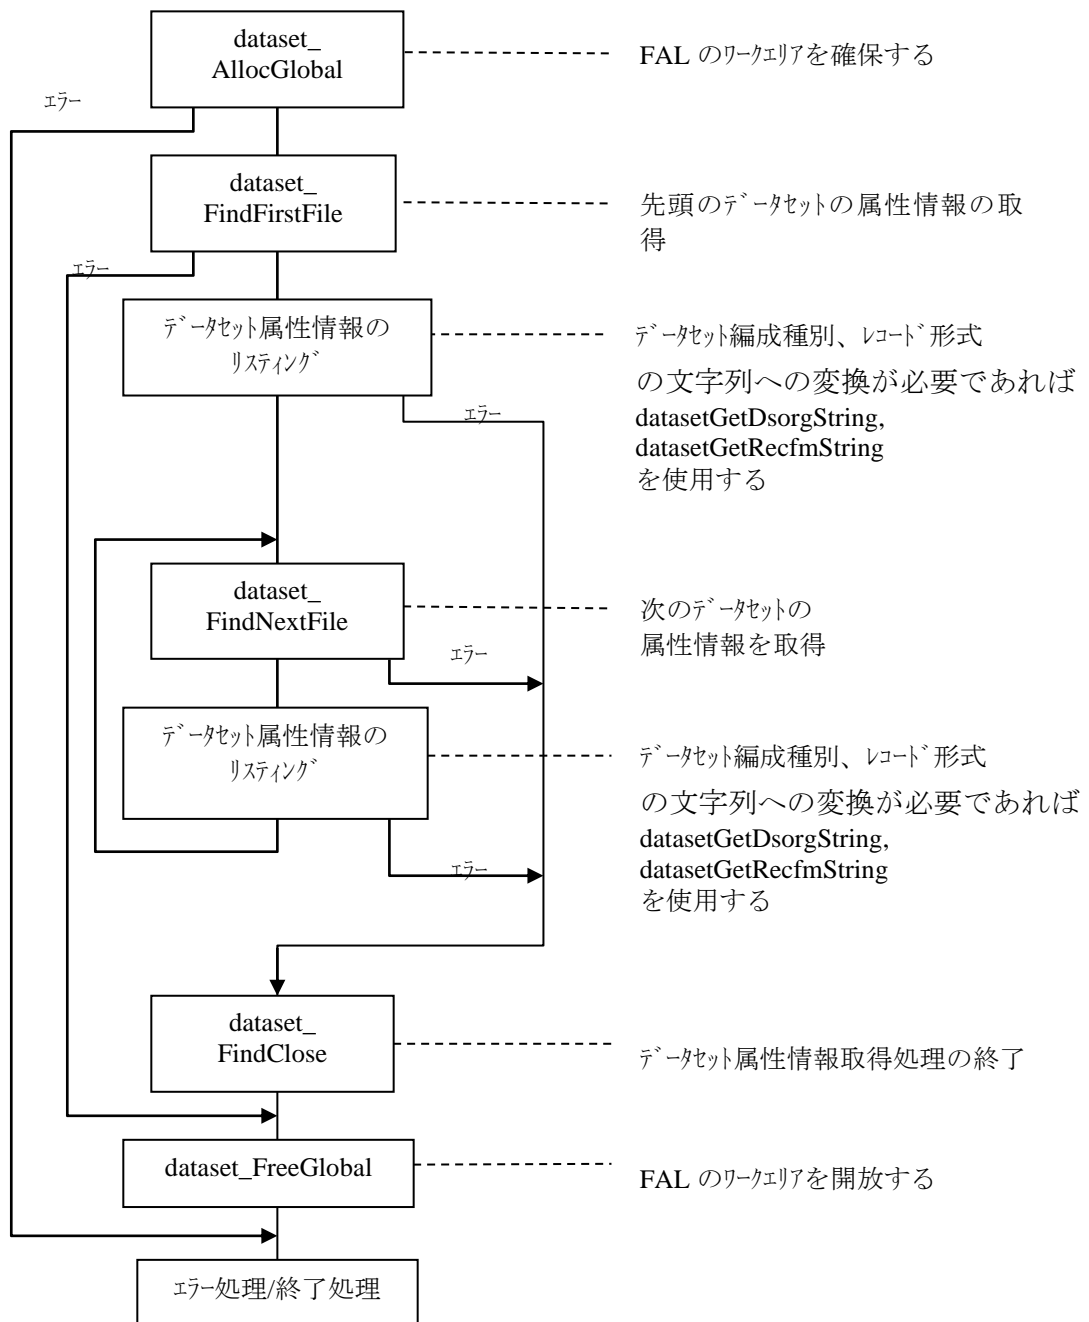 dataset_
AllocGlobal
FAL のﾜｰｸｴﾘｱを確保する
ｴﾗｰ
dataset_
FindFirstFile
先頭のﾃﾞｰﾀｾｯﾄの属性情報の取
得
ｴﾗｰ
ﾃﾞｰﾀｾｯﾄ属性情報の
ﾘｽﾃｨﾝｸﾞ
ﾃﾞｰﾀｾｯﾄ編成種別、ﾚｺｰﾄﾞ形式
の文字列への変換が必要であれば
datasetGetDsorgString,
datasetGetRecfmString
を使用する
ｴﾗｰ
dataset_
FindNextFile
次のﾃﾞｰﾀｾｯﾄの
属性情報を取得
ｴﾗｰ
ﾃﾞｰﾀｾｯﾄ属性情報の
ﾘｽﾃｨﾝｸﾞ
ﾃﾞｰﾀｾｯﾄ編成種別、ﾚｺｰﾄﾞ形式
の文字列への変換が必要であれば
datasetGetDsorgString,
datasetGetRecfmString
を使用する
ｴﾗｰ
dataset_
FindClose
ﾃﾞｰﾀｾｯﾄ属性情報取得処理の終了
dataset_FreeGlobal
FAL のﾜｰｸｴﾘｱを開放する
ｴﾗｰ処理/終了処理